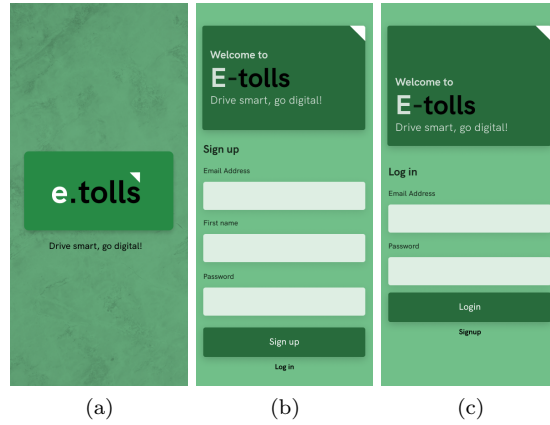 e.tolls
Drive smart, go digital!
(a)
Welcome to
E-tolls
Drive smart, go digital!
Sign up
Email Address
First name
Password
Sign up
Log in
(b)
Welcome to
E-tolls
Drive smart, go digital!
Log in
Email Address
Password
Login
Signup
(c)